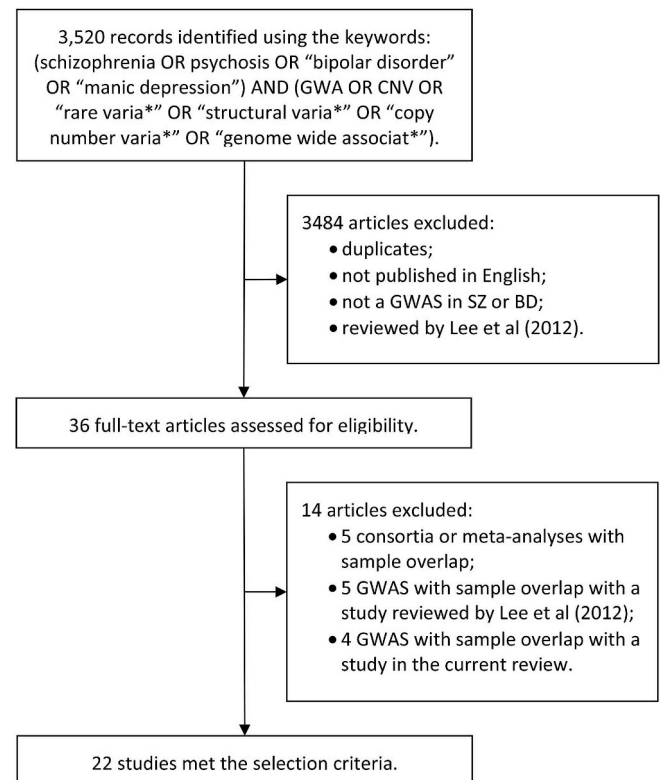 3,520 records identified using the keywords:
(schizophrenia OR psychosis OR “bipolar disorder”
OR “manic depression”) AND (GWA OR CNV OR
“rare varia*” OR “structural varia*” OR “copy
number varia*” OR “genome wide associat*”).
3484 articles excluded:
• duplicates;
• not published in English;
• not a GWAS in SZ or BD;
• reviewed by Lee et al (2012).
36 full-text articles assessed for eligibility.
14 articles excluded:
• 5 consortia or meta-analyses with
sample overlap;
• 5 GWAS with sample overlap with a
study reviewed by Lee et al (2012);
• 4 GWAS with sample overlap with a
study in the current review.
22 studies met the selection criteria.